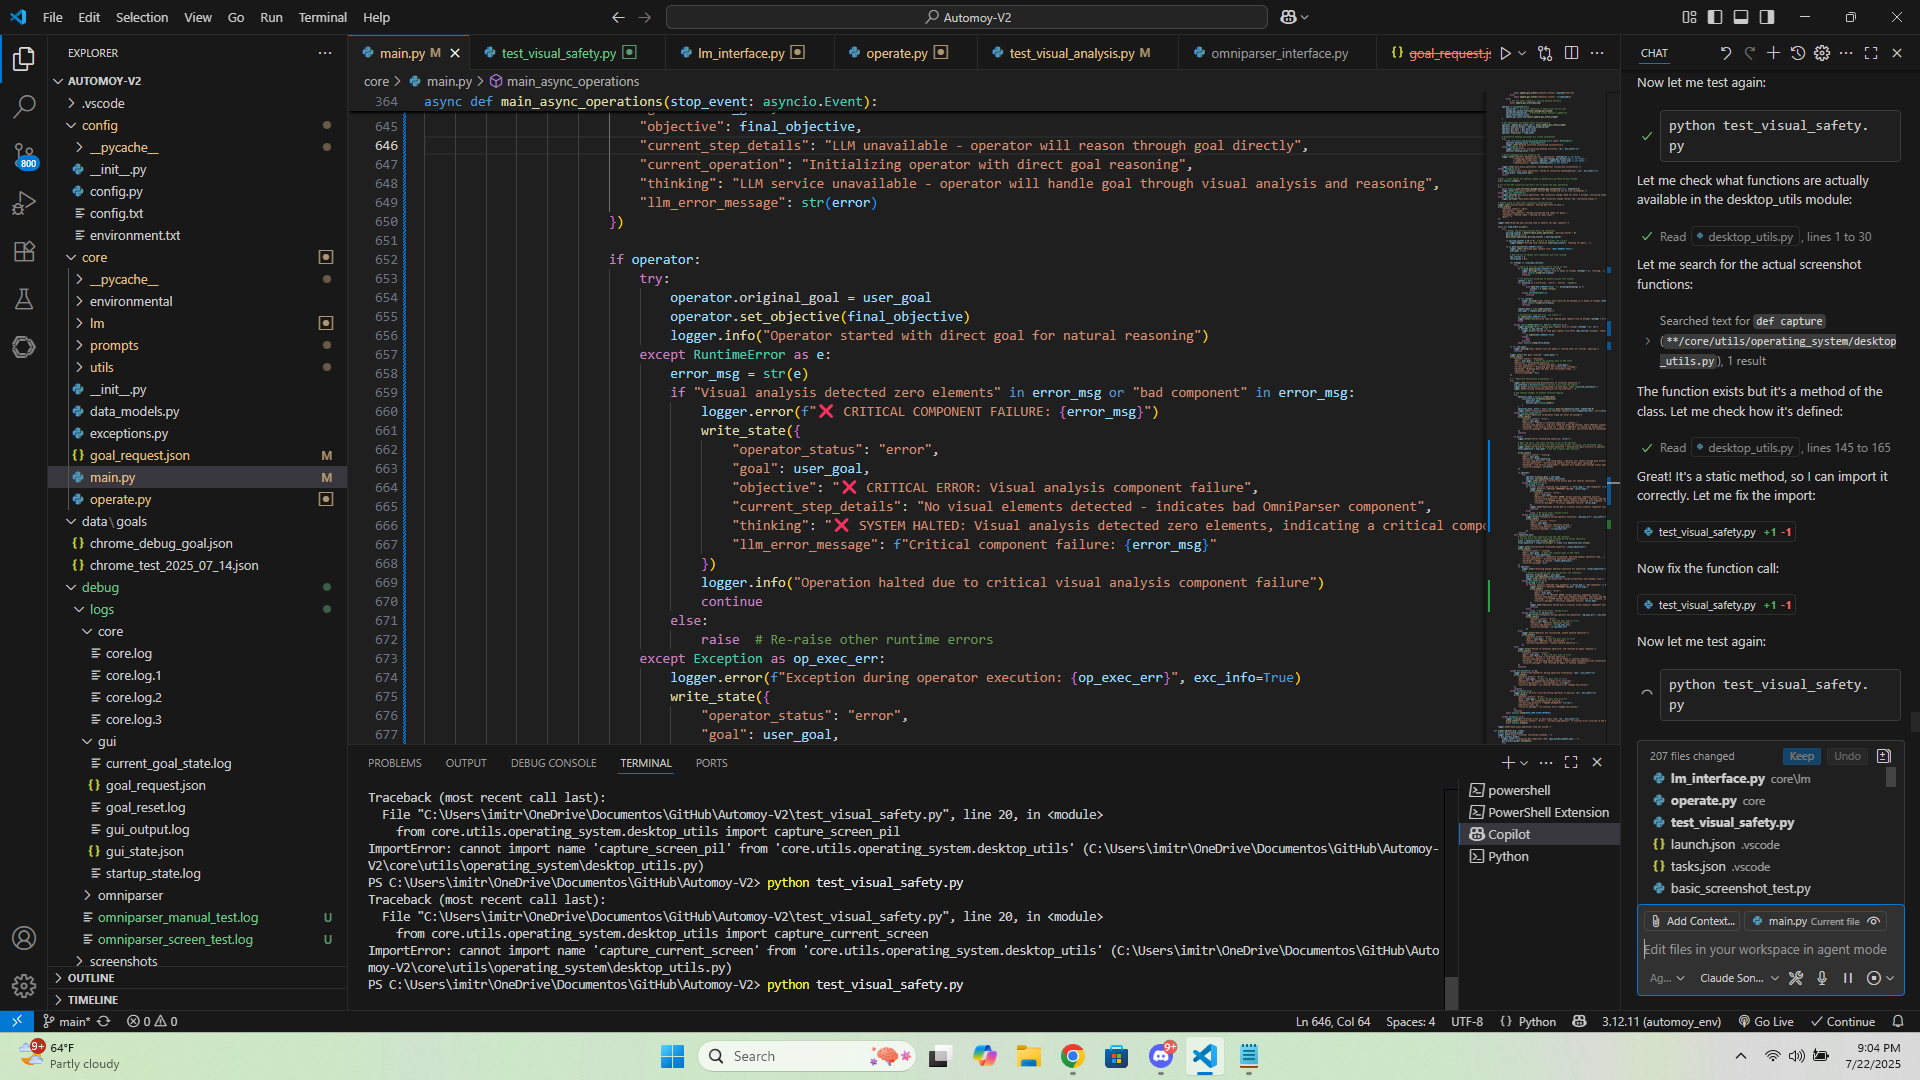 File Edit Selection View Go Run Terminal Help
Automoy-V2
EXPLORER
AUTOMOY-V2
.vscode
config
__pycache__
__init__.py
config.py
config.txt
environment.txt
core
__pycache__
environmental
lm
prompts
utils
__init__.py
data_models.py
exceptions.py
goal_request.json M
main.py M
operate.py
data\goals
chrome_debug_goal.json
chrome_test_2025_07_14.json
debug
logs
core
core.log
core.log.1
core.log.2
core.log.3
gui
current_goal_state.log
goal_request.json
goal_reset.log
gui_output.log
gui_state.json
startup_state.log
omniparser
omniparser_manual_test.log U
omniparser_screen_test.log U
screenshots
OUTLINE
TIMELINE
800
main.py M
test_visual_safety.py
lm_interface.py
operate.py
test_visual_analysis.py M
omniparser_interface.py
core > main.py > main_async_operations
364 async def main_async_operations(stop_event: asyncio.Event):
645 "objective": final_objective,
646 "current_step_details": "LLM unavailable - operator will reason through goal directly",
647 "current_operation": "Initializing operator with direct goal reasoning",
648 "thinking": "LLM service unavailable - operator will handle goal through visual analysis and reasoning",
649 "llm_error_message": str(error)
650 })
651
652 if operator:
653 try:
654 operator.original_goal = user_goal
655 operator.set_objective(final_objective)
656 logger.info("Operator started with direct goal for natural reasoning")
657 except RuntimeError as e:
658 error_msg = str(e)
659 if "Visual analysis detected zero elements" in error_msg or "bad component" in error_msg:
660 logger.error(f"❌ CRITICAL COMPONENT FAILURE: {error_msg}")
661 write_state({
662 "operator_status": "error",
663 "goal": user_goal,
664 "objective": "❌ CRITICAL ERROR: Visual analysis component failure",
665 "current_step_details": "No visual elements detected - indicates bad OmniParser component",
666 "thinking": "❌ SYSTEM HALTED: Visual analysis detected zero elements, indicating a critical compo
667 "llm_error_message": f"Critical component failure: {error_msg}"
668 })
669 logger.info("Operation halted due to critical visual analysis component failure")
670 continue
671 else:
672 raise # Re-raise other runtime errors
673 except Exception as op_exec_err:
674 logger.error(f"Exception during operator execution: {op_exec_err}", exc_info=True)
675 write_state({
676 "operator_status": "error",
677 "goal": user_goal,
PROBLEMS OUTPUT DEBUG CONSOLE TERMINAL PORTS
Traceback (most recent call last):
File "C:\Users\imitr\OneDrive\Documentos\GitHub\Automoy-V2\test_visual_safety.py", line 20, in <module>
from core.utils.operating_system.desktop_utils import capture_screen_pil
ImportError: cannot import name 'capture_screen_pil' from 'core.utils.operating_system.desktop_utils' (C:\Users\imitr\OneDrive\Documentos\GitHub\Automoy-
V2\core\utils\operating_system\desktop_utils.py)
PS C:\Users\imitr\OneDrive\Documentos\GitHub\Automoy-V2> python test_visual_safety.py
Traceback (most recent call last):
File "C:\Users\imitr\OneDrive\Documentos\GitHub\Automoy-V2\test_visual_safety.py", line 20, in <module>
from core.utils.operating_system.desktop_utils import capture_current_screen
ImportError: cannot import name 'capture_current_screen' from 'core.utils.operating_system.desktop_utils' (C:\Users\imitr\OneDrive\Documentos\GitHub\Auto
moy-V2\core\utils\operating_system\desktop_utils.py)
PS C:\Users\imitr\OneDrive\Documentos\GitHub\Automoy-V2> python test_visual_safety.py
powershell
PowerShell Extension
Copilot
Python
CHAT
Now let me test again:
python test_visual_safety.
py
Let me check what functions are actually
available in the desktop_utils module:
Read desktop_utils.py, lines 1 to 30
Let me search for the actual screenshot
functions:
Searched text for def capture
(**/core/utils/operating_system/desktop
_utils.py), 1 result
The function exists but it's a method of the
class. Let me check how it's defined:
Read desktop_utils.py, lines 145 to 165
Great! It's a static method, so I can import it
correctly. Let me fix the import:
test_visual_safety.py +1 -1
Now fix the function call:
test_visual_safety.py +1 -1
Now let me test again:
python test_visual_safety.
py
207 files changed Keep Undo
lm_interface.py core\lm
operate.py core
test_visual_safety.py
launch.json .vscode
tasks.json .vscode
basic_screenshot_test.py
Add Context... main.py Current file
Edit files in your workspace in agent mode
Ag... Claude Son...
main* 0 0
Ln 646, Col 64 Spaces: 4 UTF-8 {} Python 3.12.11 (automoy_env) Go Live Continue
9+
64°F
Partly cloudy
Search
9+
9:04 PM
7/22/2025